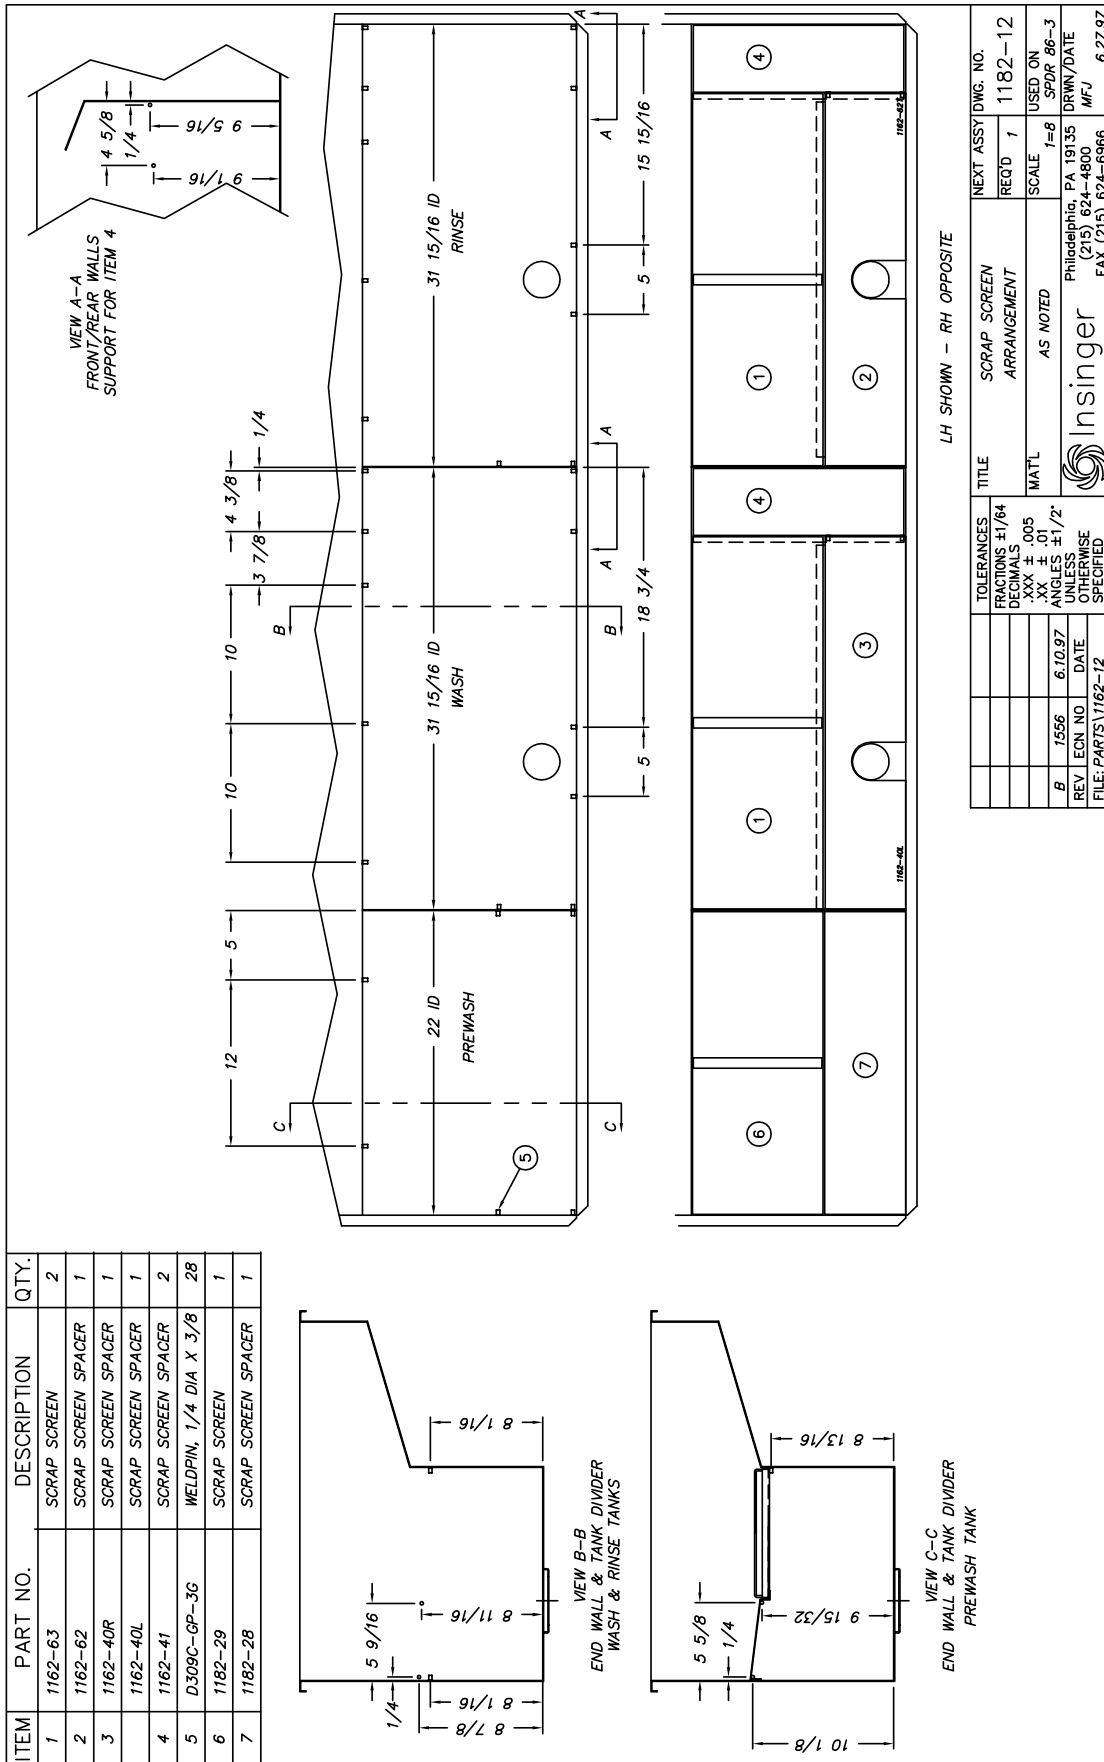 ITEM PART NO. DESCRIPTION QTY.
1 1162-63 SCRAP SCREEN 2
2 1162-62 SCRAP SCREEN SPACER 1
3 1162-40R SCRAP SCREEN SPACER 1
1162-40L SCRAP SCREEN SPACER 1
4 1162-41 SCRAP SCREEN SPACER 2
5 D309C-GP-3G WELDPIN, 1/4 DIA X 3/8 28
6 1182-29 SCRAP SCREEN 1
7 1182-28 SCRAP SCREEN SPACER 1
4 5/8
1/4
9 5/16
9 1/16
VIEW A-A
FRONT/REAR WALLS
SUPPORT FOR ITEM 4
12
5
10
10
3 7/8
4 3/8
1/4
C
B
A
A
22 ID
PREWASH
31 15/16 ID
WASH
31 15/16 ID
RINSE
5
C
B
A
A
5
18 3/4
5
15 15/16
6
1
4
1
4
7
3
2
1162-40L
1162-62
LH SHOWN - RH OPPOSITE
1/4
5 9/16
8 7/8
8 1/16
8 11/16
8 1/16
VIEW B-B
END WALL & TANK DIVIDER
WASH & RINSE TANKS
5 5/8
1/4
10 1/8
9 15/32
8 13/16
VIEW C-C
END WALL & TANK DIVIDER
PREWASH TANK
B 1556 6.10.97
REV ECN NO DATE
FILE: PARTS\1162-12
TOLERANCES
FRACTIONS ±1/64
DECIMALS
.XXX ± .005
.XX ± .01
ANGLES ±1/2°
UNLESS
OTHERWISE
SPECIFIED
TITLE
SCRAP SCREEN
ARRANGEMENT
MAT'L
AS NOTED
Insinger
Philadelphia, PA 19135
(215) 624-4800
FAX (215) 624-6966
NEXT ASSY
REQ'D 1
SCALE 1=8
DWG. NO.
1182-12
USED ON
SPDR 86-3
DRWN/DATE
MFJ 6.27.97